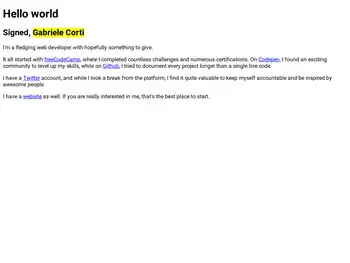 Hello world
Signed, Gabriele Corti
I'm a fledging web developer with hopefully something to give.
It all started with freeCodeCamp, where I completed countless challenges and numerous certifications. On Codepen, I found an exciting
community to level up my skills, while on Github, I tried to document every project longer than a single line code.
I have a Twitter account, and while I took a break from the platform, I find it quite valuable to keep myself accountable and be inspired by
awesome people.
I have a website as well. If you are really interested in me, that's the best place to start.